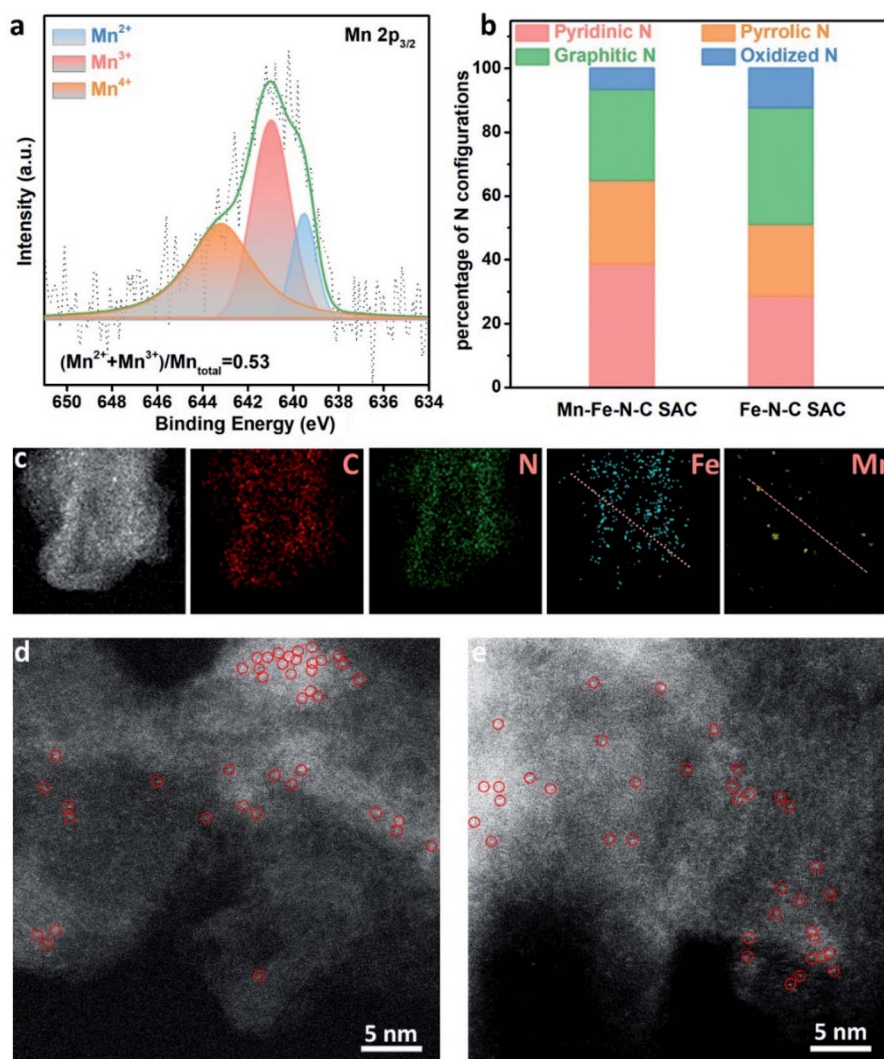 a
Mn²⁺
Mn³⁺
Mn⁴⁺
Mn 2p₃/₂
Intensity (a.u.)
(Mn²⁺+Mn³⁺)/Mnₜₒₜₐₗ=0.53
650 648 646 644 642 640 638 636 634
Binding Energy (eV)
b
Pyridinic N Pyrrolic N
Graphitic N Oxidized N
percentage of N configurations
100
80
60
40
20
0
Mn-Fe-N-C SAC Fe-N-C SAC
c
C
N
Fe
Mn
d
5 nm
e
5 nm